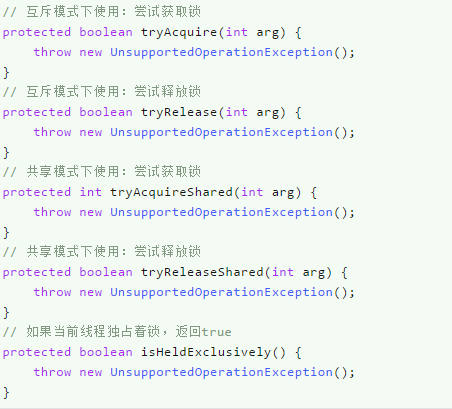 // 互斥模式下使用：尝试获取锁
protected boolean tryAcquire(int arg) {
    throw new UnsupportedOperationException();
}
// 互斥模式下使用：尝试释放锁
protected boolean tryRelease(int arg) {
    throw new UnsupportedOperationException();
}
// 共享模式下使用：尝试获取锁
protected int tryAcquireShared(int arg) {
    throw new UnsupportedOperationException();
}
// 共享模式下使用：尝试释放锁
protected boolean tryReleaseShared(int arg) {
    throw new UnsupportedOperationException();
}
// 如果当前线程独占着锁，返回true
protected boolean isHeldExclusively() {
    throw new UnsupportedOperationException();
}